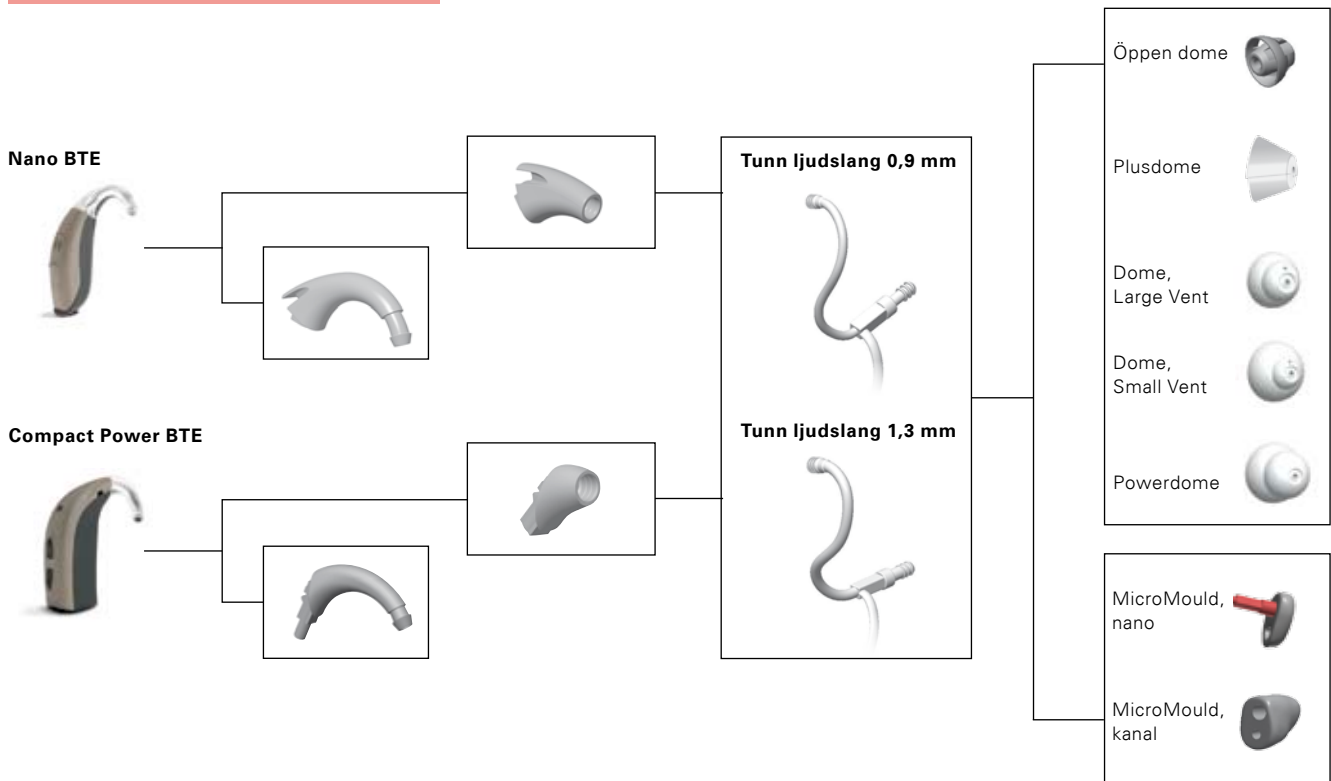 Nano BTE
Compact Power BTE
Tunn ljudslang 0,9 mm
Tunn ljudslang 1,3 mm
Öppen dome
Plusdome
Dome,
Large Vent
Dome,
Small Vent
Powerdome
MicroMould,
nano
MicroMould,
kanal